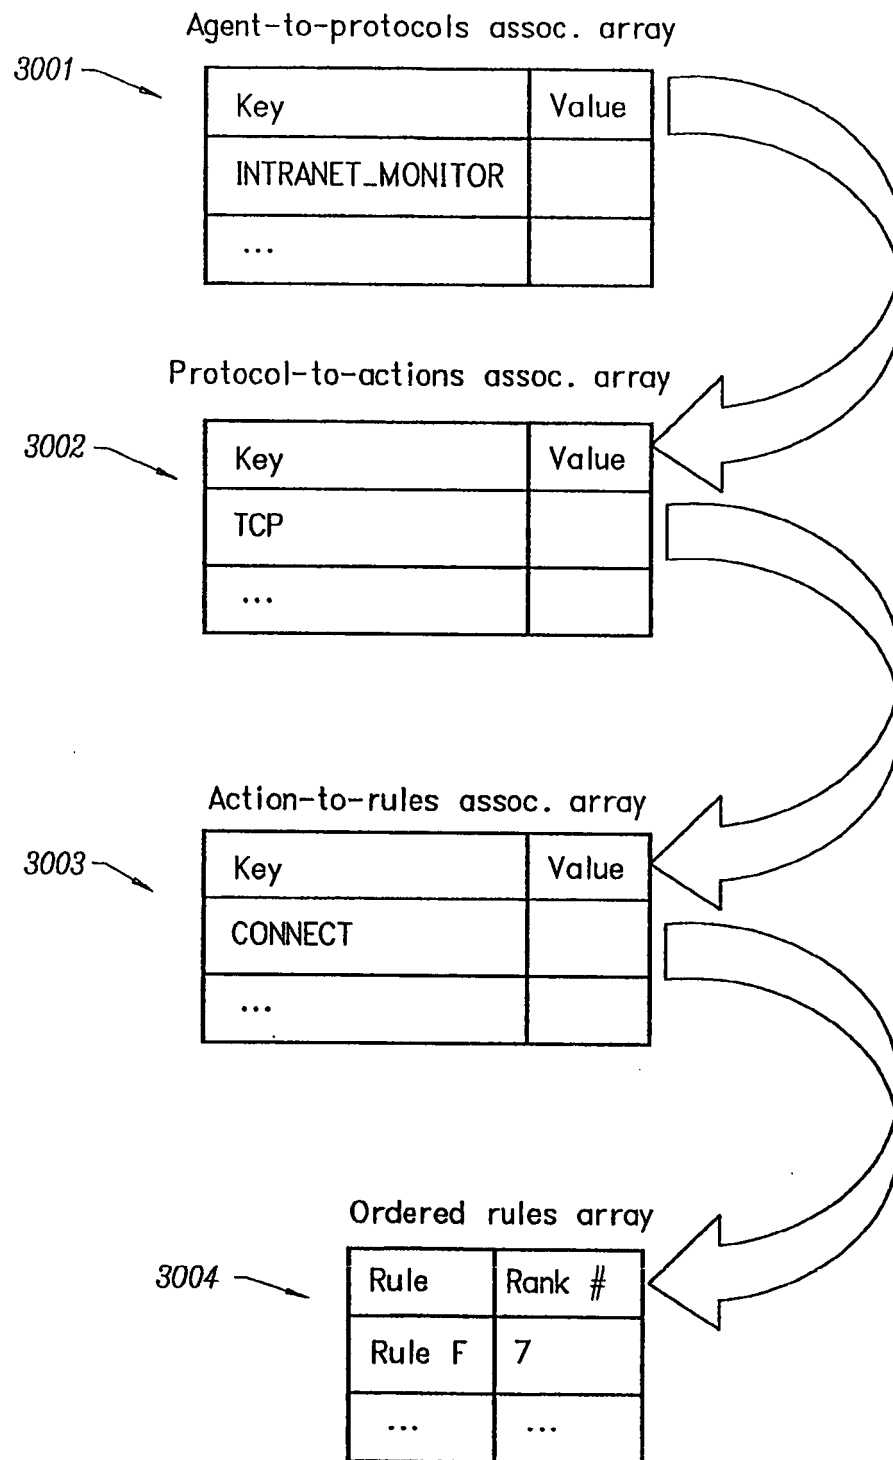 Agent-to-protocols assoc. array
3001
Key Value
INTRANET_MONITOR
...
Protocol-to-actions assoc. array
3002
Key Value
TCP
...
Action-to-rules assoc. array
3003
Key Value
CONNECT
...
Ordered rules array
3004
Rule Rank #
Rule F 7
... ...